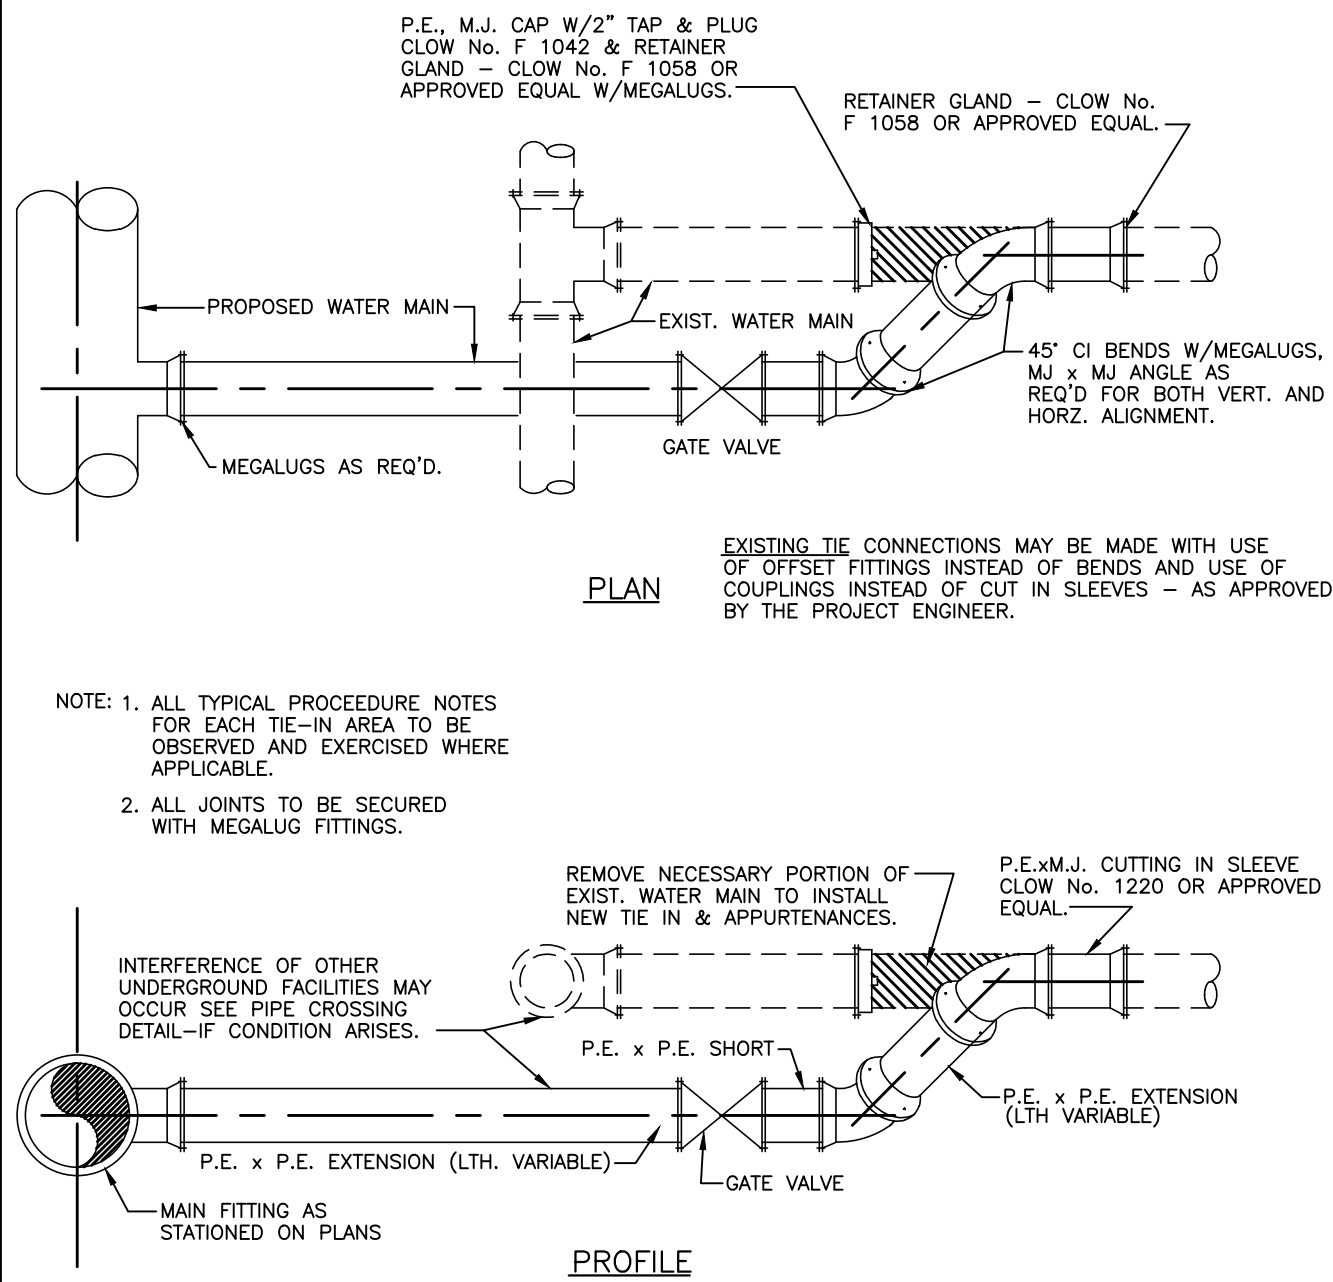 P.E., M.J. CAP W/2" TAP & PLUG
CLOW No. F 1042 & RETAINER
GLAND – CLOW No. F 1058 OR
APPROVED EQUAL W/MEGALUGS.
RETAINER GLAND – CLOW No.
F 1058 OR APPROVED EQUAL.
PROPOSED WATER MAIN
EXIST. WATER MAIN
45° CI BENDS W/MEGALUGS,
MJ x MJ ANGLE AS
REQ'D FOR BOTH VERT. AND
HORZ. ALIGNMENT.
GATE VALVE
MEGALUGS AS REQ'D.
PLAN
EXISTING TIE CONNECTIONS MAY BE MADE WITH USE
OF OFFSET FITTINGS INSTEAD OF BENDS AND USE OF
COUPLINGS INSTEAD OF CUT IN SLEEVES – AS APPROVED
BY THE PROJECT ENGINEER.
NOTE: 1. ALL TYPICAL PROCEEDURE NOTES
FOR EACH TIE–IN AREA TO BE
OBSERVED AND EXERCISED WHERE
APPLICABLE.
2. ALL JOINTS TO BE SECURED
WITH MEGALUG FITTINGS.
REMOVE NECESSARY PORTION OF
EXIST. WATER MAIN TO INSTALL
NEW TIE IN & APPURTENANCES.
P.E.xM.J. CUTTING IN SLEEVE
CLOW No. 1220 OR APPROVED
EQUAL.
INTERFERENCE OF OTHER
UNDERGROUND FACILITIES MAY
OCCUR SEE PIPE CROSSING
DETAIL–IF CONDITION ARISES.
P.E. x P.E. SHORT
P.E. x P.E. EXTENSION
(LTH VARIABLE)
P.E. x P.E. EXTENSION (LTH. VARIABLE)
GATE VALVE
MAIN FITTING AS
STATIONED ON PLANS
PROFILE